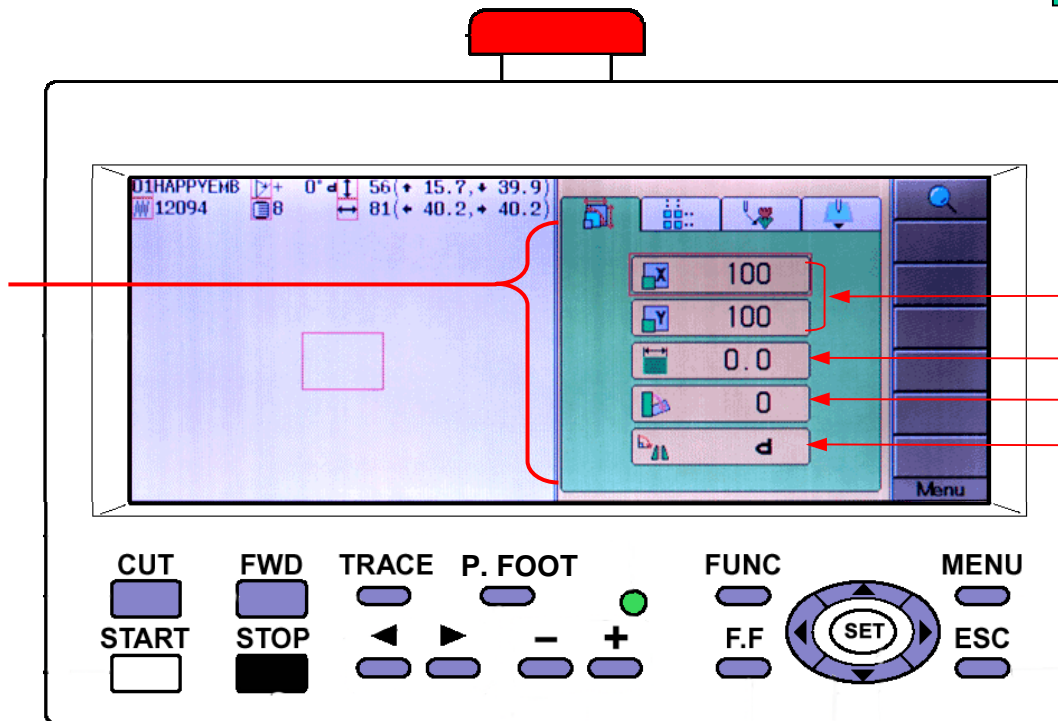 01HAPPYEMB + 0° d 56(↑ 15.7,↓ 39.9)
12094 8 ↔ 81(← 40.2,→ 40.2)
X 100
Y 100
0.0
0
d
Menu
CUT FWD TRACE P. FOOT FUNC MENU
START STOP ◀ ▶ − + F.F SET ESC